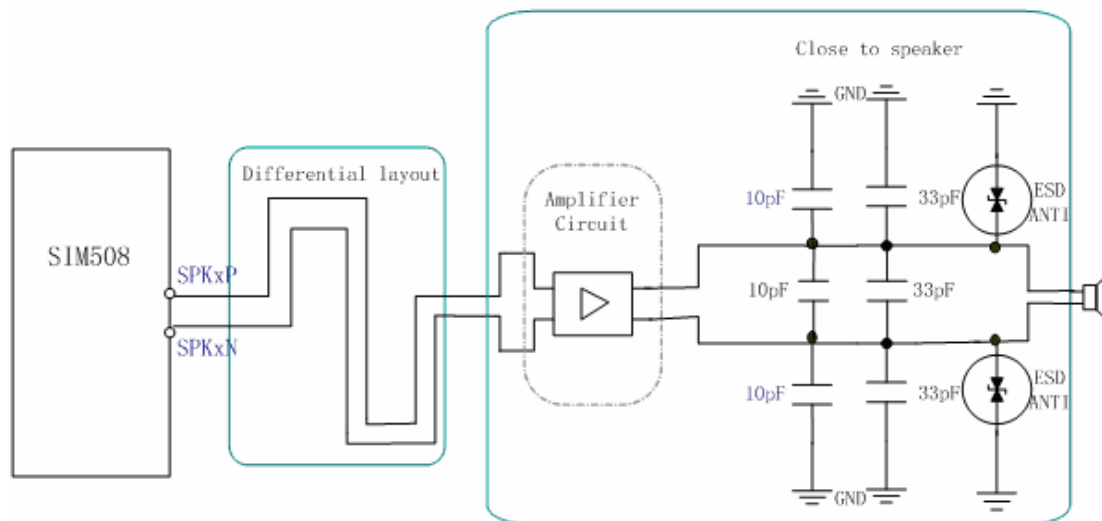 Close to speaker
GND
Differential layout
Amplifier
Circuit
10pF
33pF
ESD
ANTI
SIM508
SPKxP
10pF
33pF
SPKxN
10pF
33pF
ESD
ANTI
GND